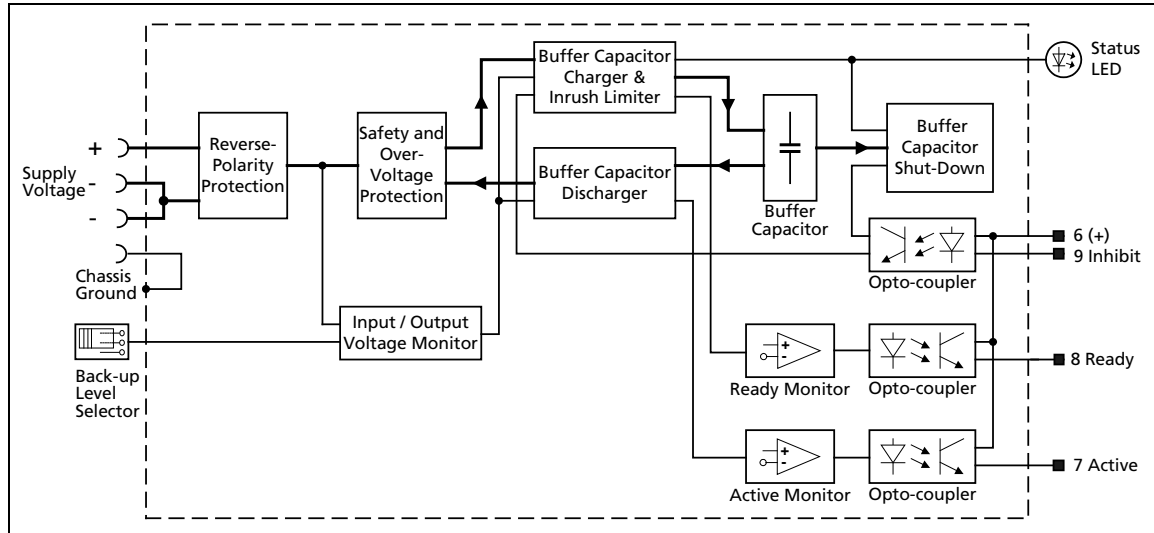 Buffer Capacitor
Charger &
Inrush Limiter
Status
LED
Reverse-
Polarity
Protection
Safety and
Over-
Voltage
Protection
Buffer Capacitor
Discharger
Buffer
Capacitor
Buffer
Capacitor
Shut-Down
+
Supply
Voltage
-
-
Chassis
Ground
6 (+)
9 Inhibit
Opto-coupler
Input / Output
Voltage Monitor
Back-up
Level
Selector
+
-
Ready Monitor
Opto-coupler
8 Ready
+
-
Active Monitor
Opto-coupler
7 Active